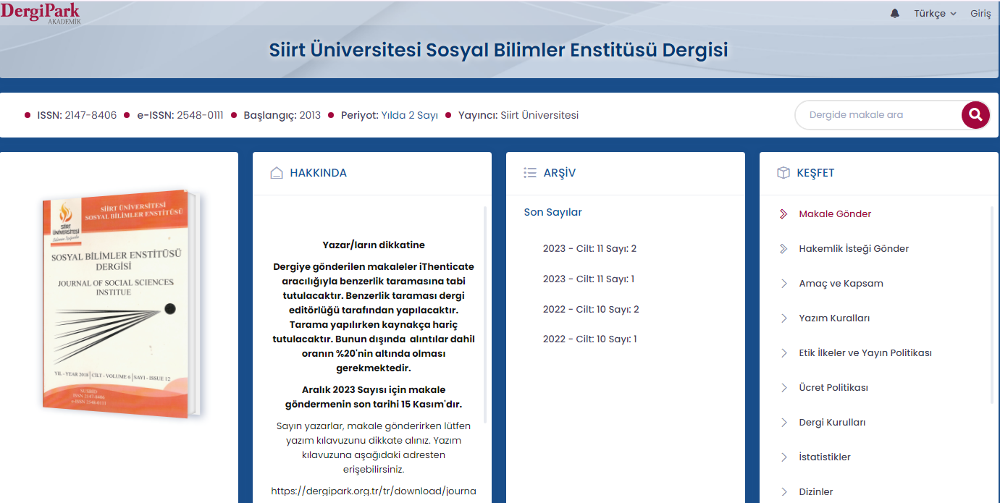 DergiPark
AKADEMİK
Türkçe
Giriş
Siirt Üniversitesi Sosyal Bilimler Enstitüsü Dergisi
ISSN: 2147-8406 e-ISSN: 2548-0111 Başlangıç: 2013 Periyot: Yılda 2 Sayı Yayıncı: Siirt Üniversitesi
Dergide makale ara
SİİRT ÜNİVERSİTESİ
SOSYAL BİLİMLER ENSTİTÜSÜ
SİİRT
ÜNİVERSİTESİ
SOSYAL BİLİMLER ENSTİTÜSÜ
DERGİSİ
JOURNAL OF SOCIAL SCIENCES
INSTITUE
YIL - YEAR 2018 | CİLT - VOLUME 6 | SAYI - ISSUE 12
SUSBID
ISSN 2147-8406
e-ISSN 2548-0111
HAKKINDA
Yazar/ların dikkatine
Dergiye gönderilen makaleler iThenticate
aracılığıyla benzerlik taramasına tabi
tutulacaktır. Benzerlik taraması dergi
editörlüğü tarafından yapılacaktır.
Tarama yapılırken kaynakça hariç
tutulacaktır. Bunun dışında alıntılar dahil
oranın %20'nin altında olması
gerekmektedir.
Aralık 2023 Sayısı için makale
göndermenin son tarihi 15 Kasım'dır.
Sayın yazarlar, makale gönderirken lütfen
yazım kılavuzunu dikkate alınız. Yazım
kılavuzuna aşağıdaki adresten
erişebilirsiniz.
https://dergipark.org.tr/tr/download/journa
ARŞİV
Son Sayılar
2023 - Cilt: 11 Sayı: 2
2023 - Cilt: 11 Sayı: 1
2022 - Cilt: 10 Sayı: 2
2022 - Cilt: 10 Sayı: 1
KEŞFET
Makale Gönder
Hakemlik İsteği Gönder
Amaç ve Kapsam
Yazım Kuralları
Etik İlkeler ve Yayın Politikası
Ücret Politikası
Dergi Kurulları
İstatistikler
Dizinler